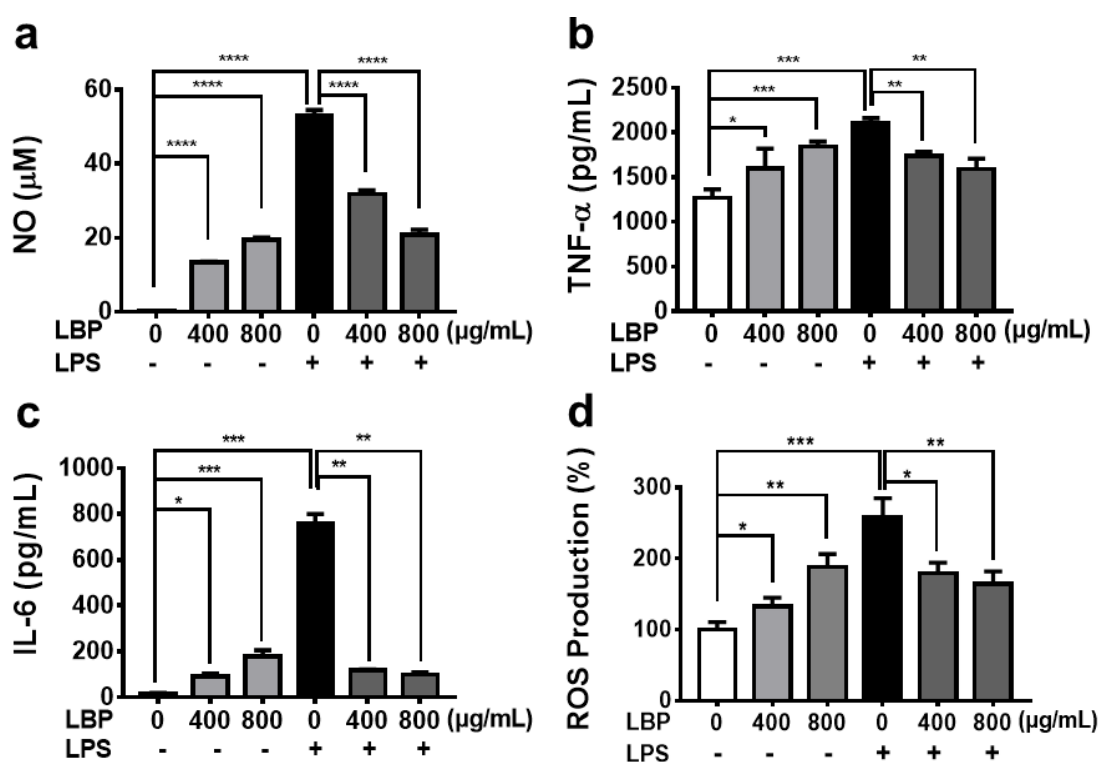 a
**** ****
**** ****
****
NO (μM)
60
40
20
0
LBP 0 400 800 0 400 800 (μg/mL)
LPS - - - + + +
b
*** **
*** **
*
TNF-α (pg/mL)
2500
2000
1500
1000
500
0
LBP 0 400 800 0 400 800 (μg/mL)
LPS - - - + + +
c
*** **
*** **
*
IL-6 (pg/mL)
1000
800
600
400
200
0
LBP 0 400 800 0 400 800 (μg/mL)
LPS - - - + + +
d
*** **
** *
*
ROS Production (%)
300
200
100
0
LBP 0 400 800 0 400 800 (μg/mL)
LPS - - - + + +